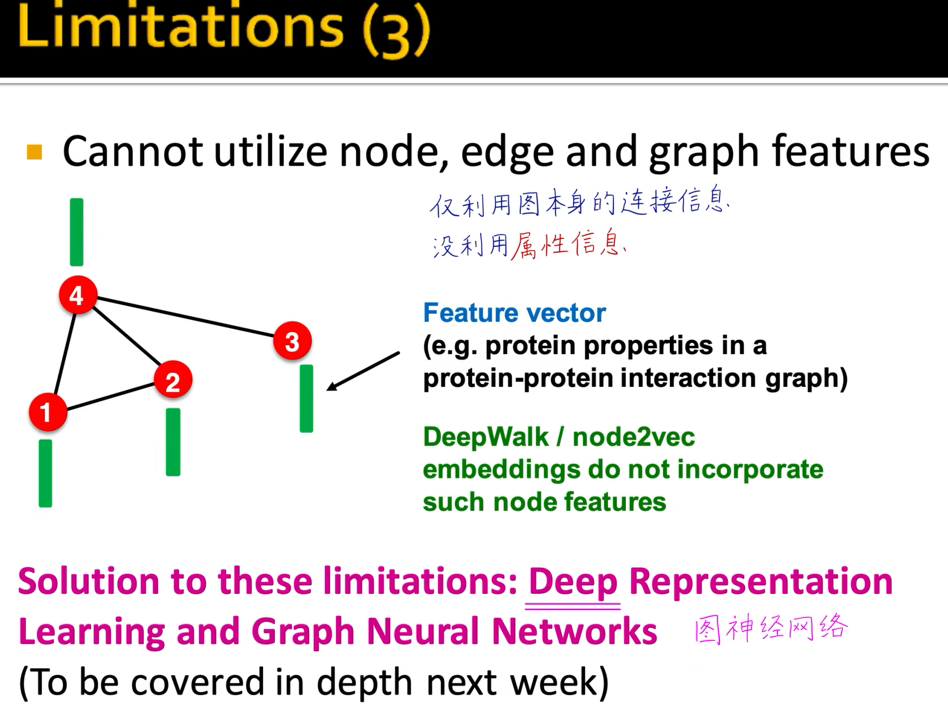 Limitations (3)
Cannot utilize node, edge and graph features
仅利用图本身的连接信息
没利用属性信息
4
3
2
1
Feature vector
(e.g. protein properties in a
protein-protein interaction graph)
DeepWalk / node2vec
embeddings do not incorporate
such node features
Solution to these limitations: Deep Representation
Learning and Graph Neural Networks 图神经网络
(To be covered in depth next week)